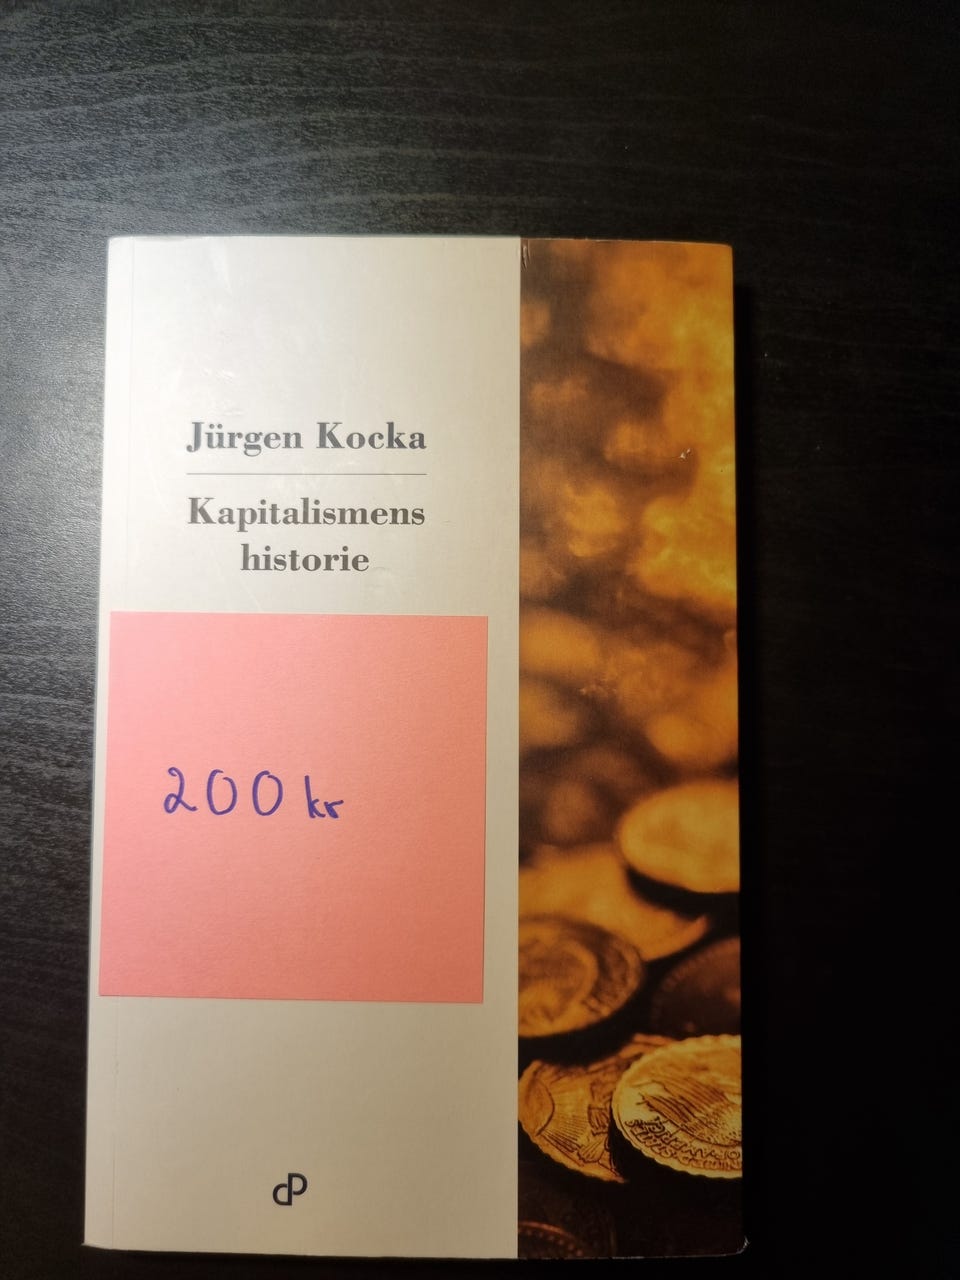 Jürgen Kocka
Kapitalismens
historie
200 kr